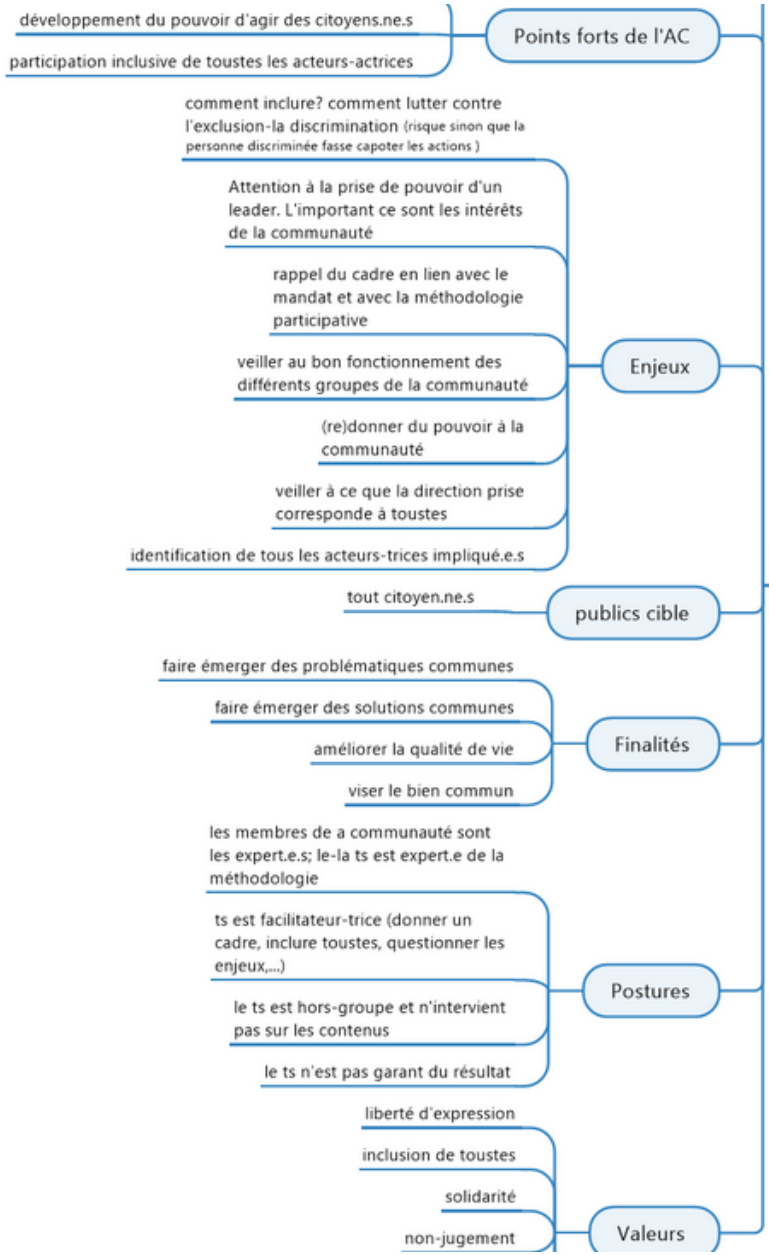 développement du pouvoir d'agir des citoyens.ne.s
participation inclusive de toustes les acteurs-actrices
Points forts de l'AC
comment inclure? comment lutter contre
l'exclusion-la discrimination (risque sinon que la
personne discriminée fasse capoter les actions )
Attention à la prise de pouvoir d'un
leader. L'important ce sont les intérêts
de la communauté
rappel du cadre en lien avec le
mandat et avec la méthodologie
participative
veiller au bon fonctionnement des
différents groupes de la communauté
(re)donner du pouvoir à la
communauté
veiller à ce que la direction prise
corresponde à toustes
identification de tous les acteurs-trices impliqué.e.s
Enjeux
tout citoyen.ne.s
publics cible
faire émerger des problématiques communes
faire émerger des solutions communes
améliorer la qualité de vie
viser le bien commun
Finalités
les membres de a communauté sont
les expert.e.s; le-la ts est expert.e de la
méthodologie
ts est facilitateur-trice (donner un
cadre, inclure toustes, questionner les
enjeux,...)
le ts est hors-groupe et n'intervient
pas sur les contenus
le ts n'est pas garant du résultat
Postures
liberté d'expression
inclusion de toustes
solidarité
non-jugement
Valeurs